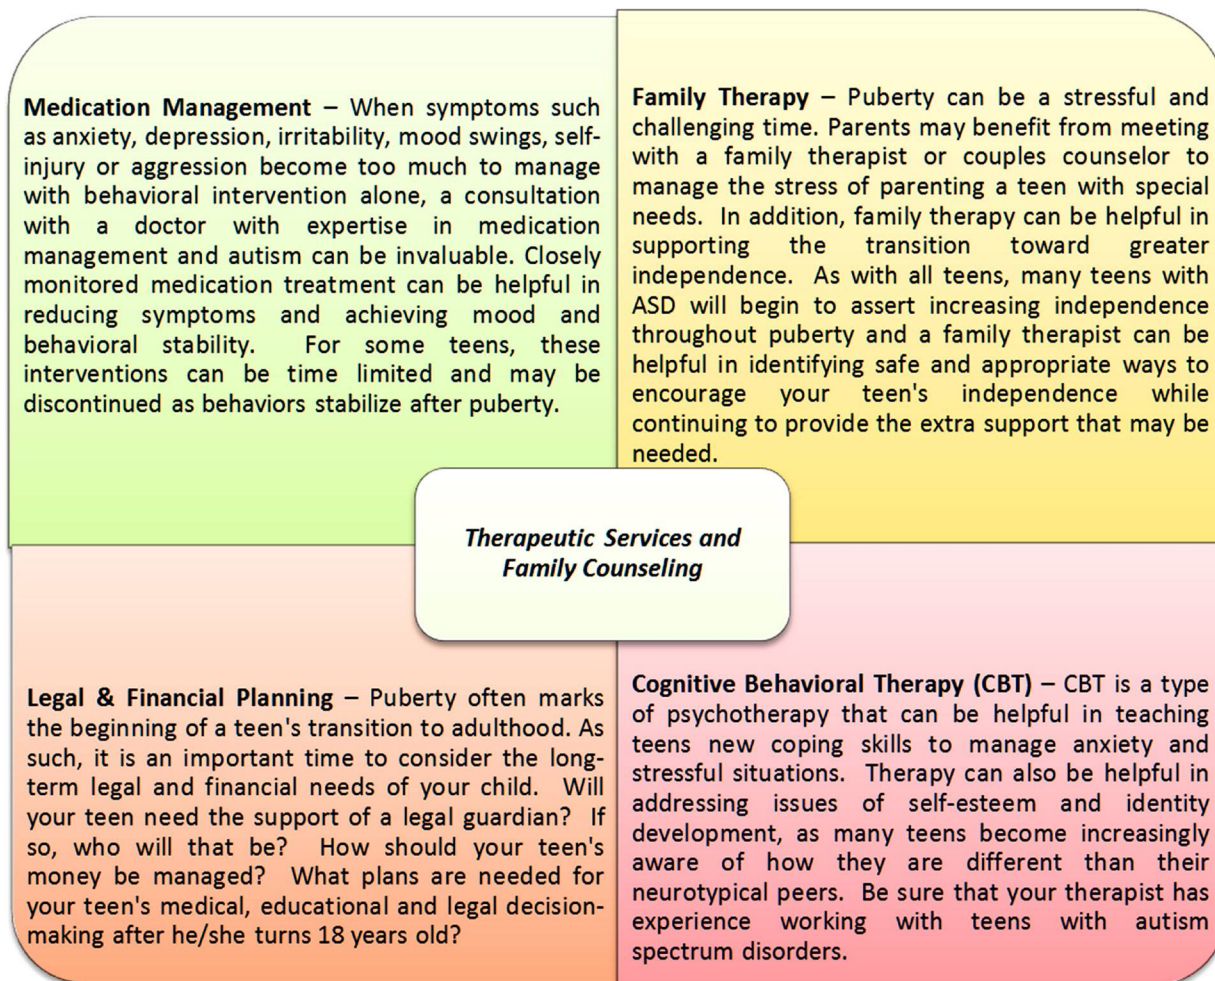 Medication Management – When symptoms such
as anxiety, depression, irritability, mood swings, self-
injury or aggression become too much to manage
with behavioral intervention alone, a consultation
with a doctor with expertise in medication
management and autism can be invaluable. Closely
monitored medication treatment can be helpful in
reducing symptoms and achieving mood and
behavioral stability. For some teens, these
interventions can be time limited and may be
discontinued as behaviors stabilize after puberty.
Family Therapy – Puberty can be a stressful and
challenging time. Parents may benefit from meeting
with a family therapist or couples counselor to
manage the stress of parenting a teen with special
needs. In addition, family therapy can be helpful in
supporting the transition toward greater
independence. As with all teens, many teens with
ASD will begin to assert increasing independence
throughout puberty and a family therapist can be
helpful in identifying safe and appropriate ways to
encourage your teen's independence while
continuing to provide the extra support that may be
needed.
Therapeutic Services and
Family Counseling
Legal & Financial Planning – Puberty often marks
the beginning of a teen's transition to adulthood. As
such, it is an important time to consider the long-
term legal and financial needs of your child. Will
your teen need the support of a legal guardian? If
so, who will that be? How should your teen's
money be managed? What plans are needed for
your teen's medical, educational and legal decision-
making after he/she turns 18 years old?
Cognitive Behavioral Therapy (CBT) – CBT is a type
of psychotherapy that can be helpful in teaching
teens new coping skills to manage anxiety and
stressful situations. Therapy can also be helpful in
addressing issues of self-esteem and identity
development, as many teens become increasingly
aware of how they are different than their
neurotypical peers. Be sure that your therapist has
experience working with teens with autism
spectrum disorders.